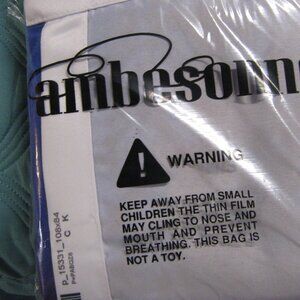 ambesonn
WARNING
KEEP AWAY FROM SMALL
CHILDREN THE THIN FILM
MAY CLING TO NOSE AND
MOUTH AND PREVENT
BREATHING. THIS BAG IS
NOT A TOY.
P_15331_108x84
C K